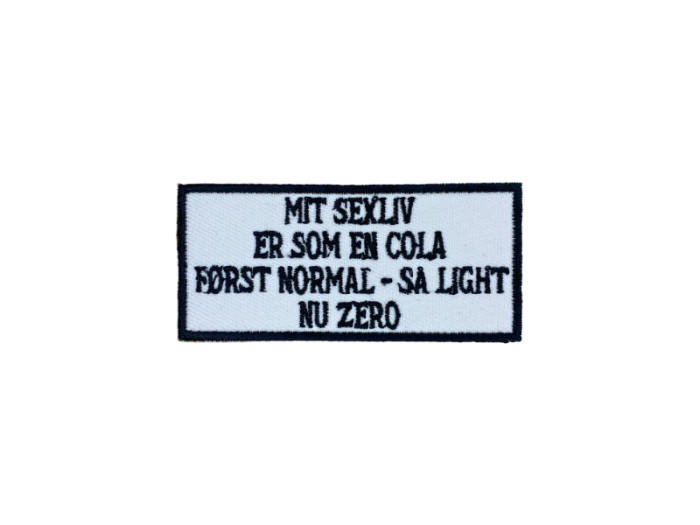 MIT SEXLIV
ER SOM EN COLA
FØRST NORMAL - SA LIGHT
NU ZERO